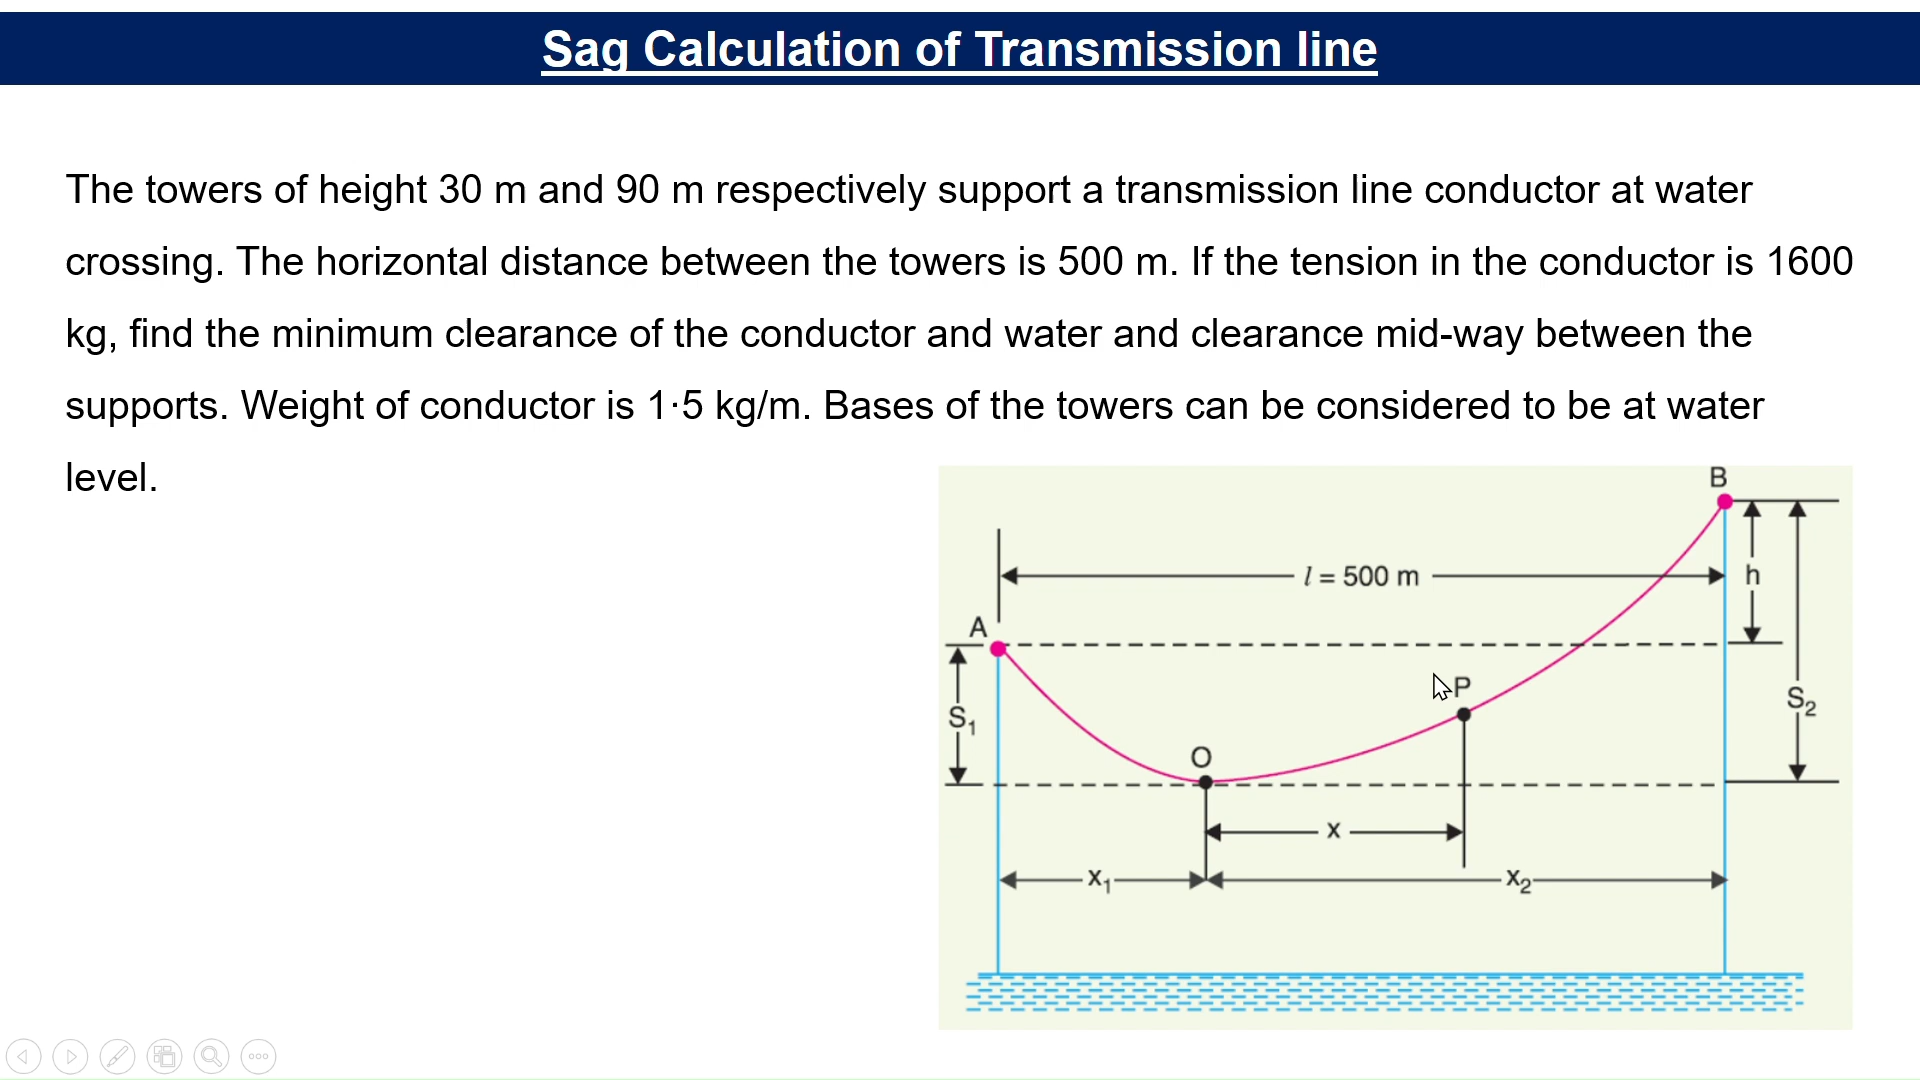 Sag Calculation of Transmission line
The towers of height 30 m and 90 m respectively support a transmission line conductor at water
crossing. The horizontal distance between the towers is 500 m. If the tension in the conductor is 1600
kg, find the minimum clearance of the conductor and water and clearance mid-way between the
supports. Weight of conductor is 1·5 kg/m. Bases of the towers can be considered to be at water
level.
B
l = 500 m
h
A
P
S₁
S₂
O
x
x₁
x₂